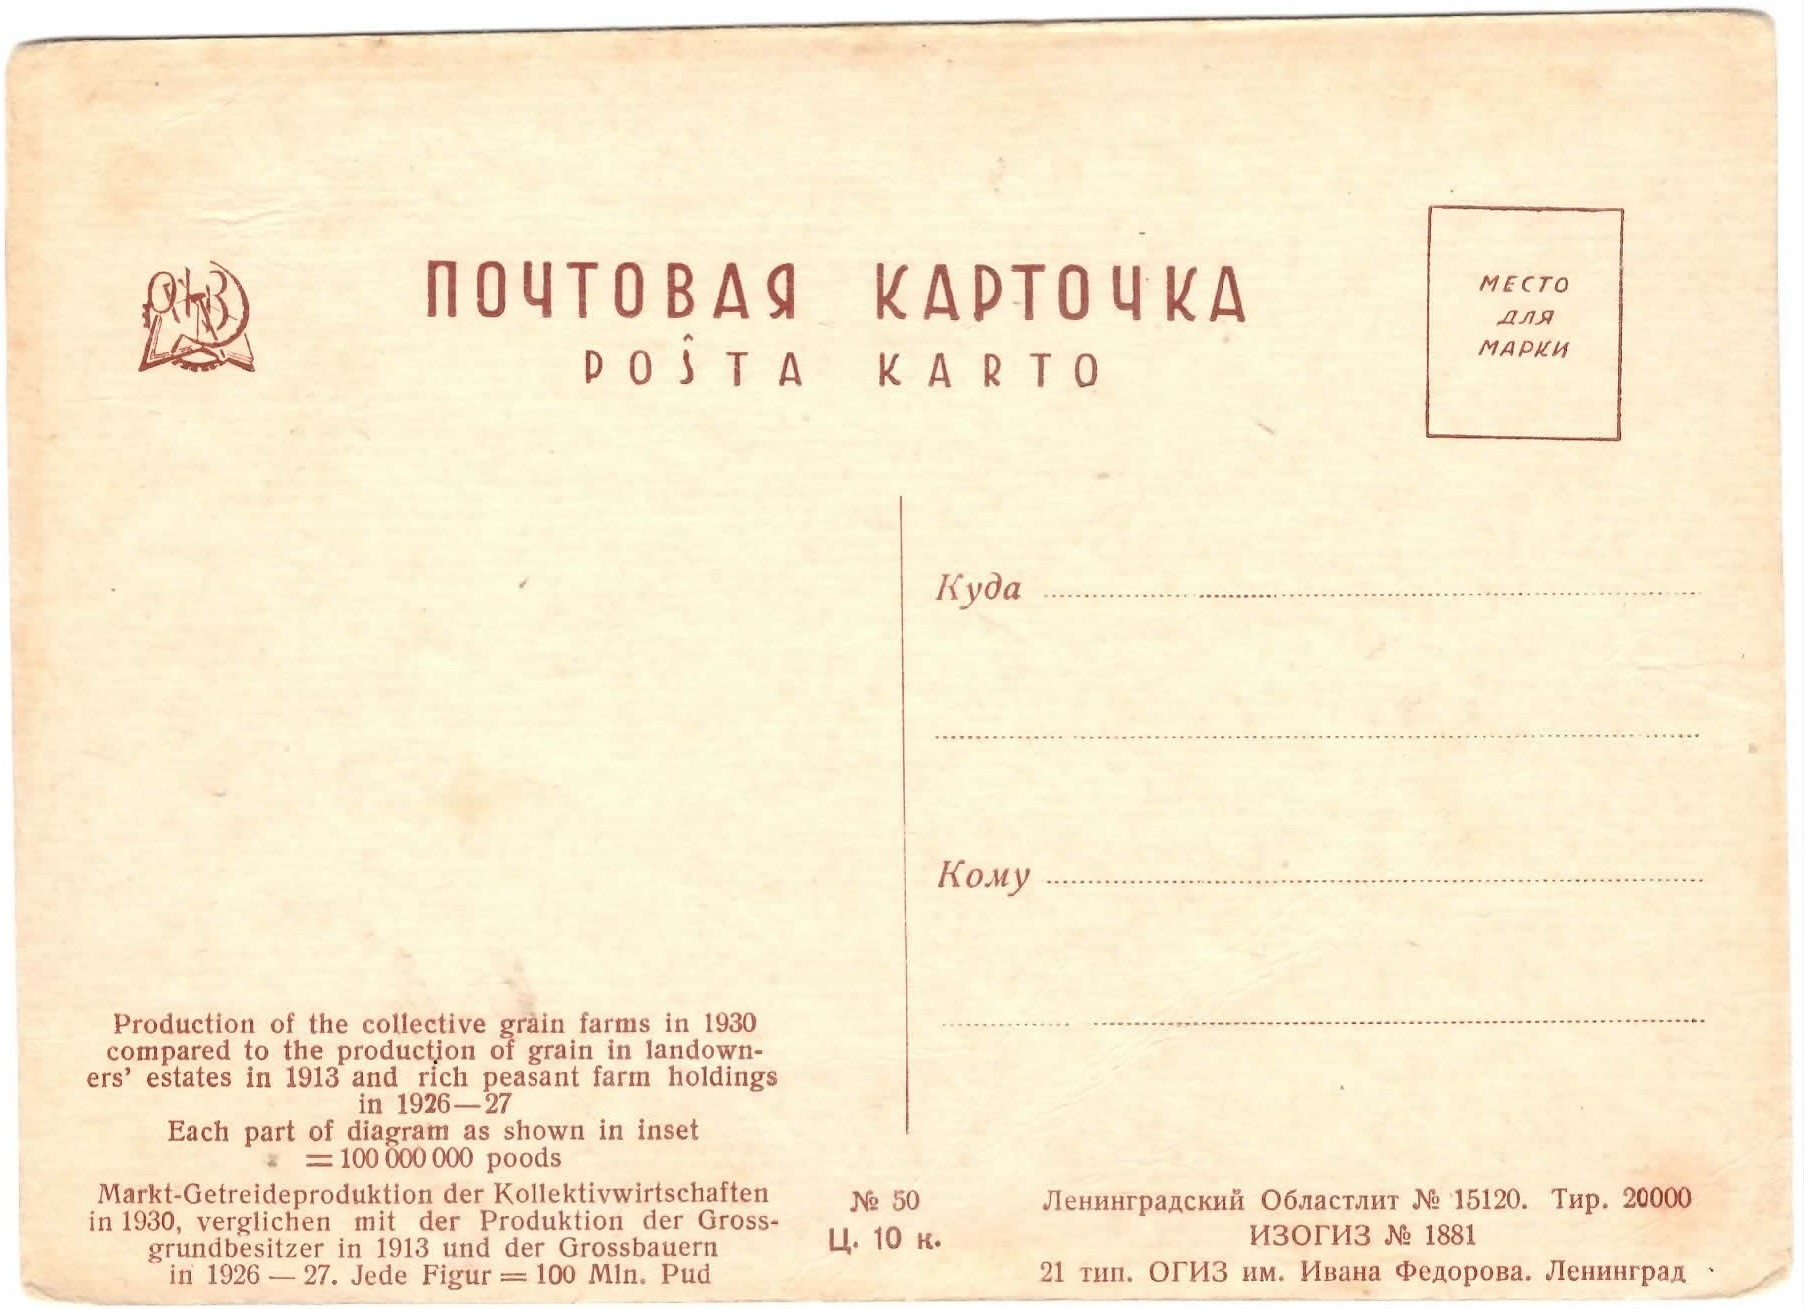 ПОЧТОВАЯ КАРТОЧКА
POŜTA KARTO
МЕСТО
ДЛЯ
МАРКИ
Куда
Кому
Production of the collective grain farms in 1930
compared to the production of grain in landown-
ers' estates in 1913 and rich peasant farm holdings
in 1926—27
Each part of diagram as shown in inset
= 100 000 000 poods
Markt-Getreideproduktion der Kollektivwirtschaften
in 1930, verglichen mit der Produktion der Gross-
grundbesitzer in 1913 und der Grossbauern
in 1926 — 27. Jede Figur = 100 Mln. Pud
№ 50
Ц. 10 к.
Ленинградский Областлит № 15120. Тир. 20000
ИЗОГИЗ № 1881
21 тип. ОГИЗ им. Ивана Федорова. Ленинград